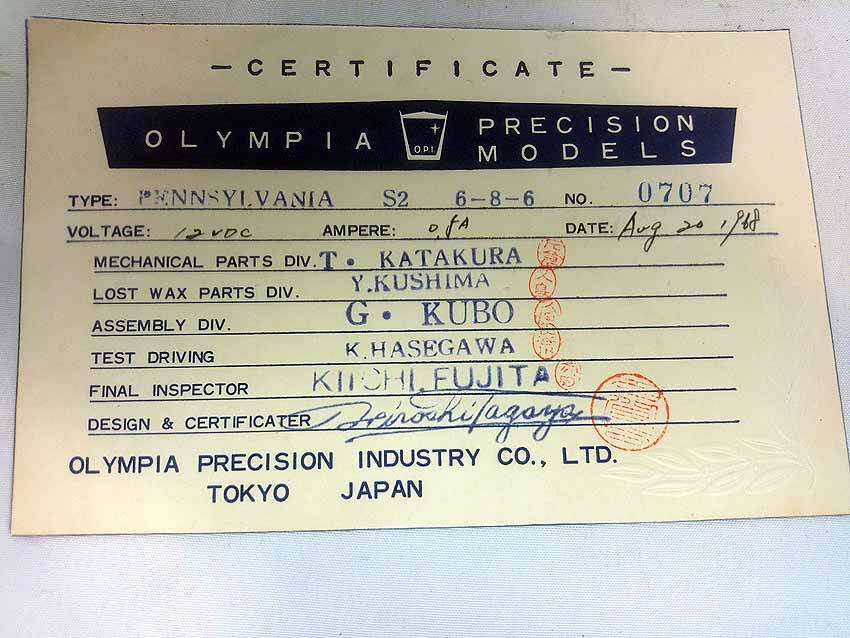 — CERTIFICATE —
OLYMPIA O.P.I. PRECISION MODELS
TYPE: PENNSYLVANIA S2 6-8-6 NO. 0707
VOLTAGE: 12 VDC AMPERE: DATE: Aug 20 1968
MECHANICAL PARTS DIV. T. KATAKURA
LOST WAX PARTS DIV. Y. KUSHIMA
ASSEMBLY DIV. G. KUBO
TEST DRIVING K. HASEGAWA
FINAL INSPECTOR KIICHI. FUJITA
DESIGN & CERTIFICATER
OLYMPIA PRECISION INDUSTRY CO., LTD.
TOKYO JAPAN